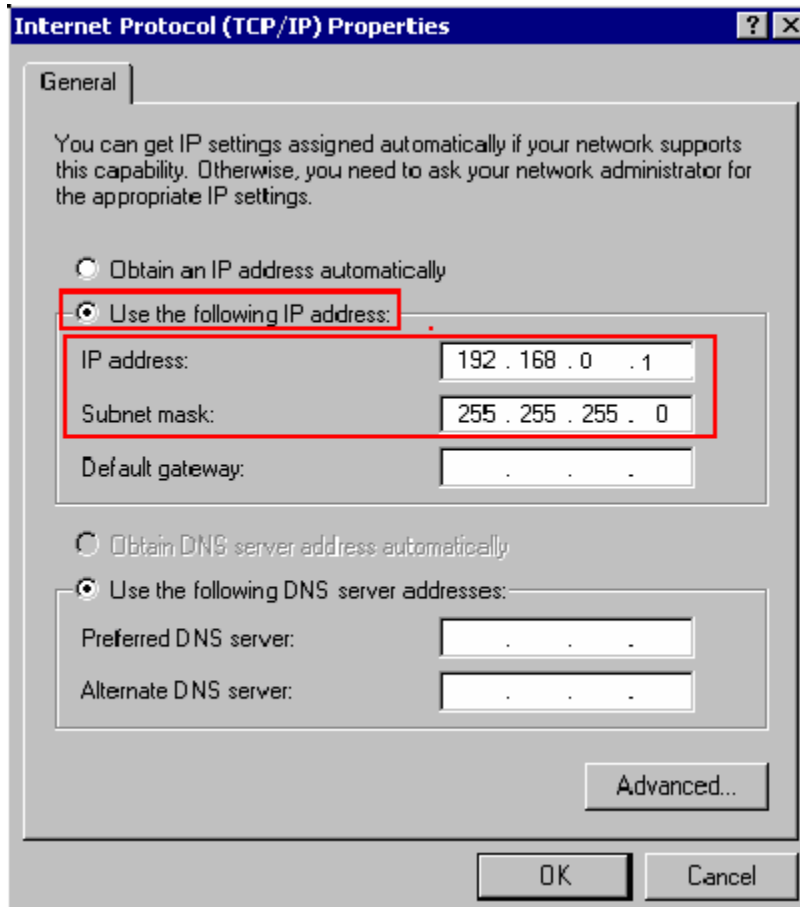 Internet Protocol (TCP/IP) Properties
General
You can get IP settings assigned automatically if your network supports
this capability. Otherwise, you need to ask your network administrator for
the appropriate IP settings.
Obtain an IP address automatically
Use the following IP address:
IP address: 192 . 168 . 0 . 1
Subnet mask: 255 . 255 . 255 . 0
Default gateway: . . .
Obtain DNS server address automatically
Use the following DNS server addresses:
Preferred DNS server: . . .
Alternate DNS server: . . .
Advanced...
OK Cancel